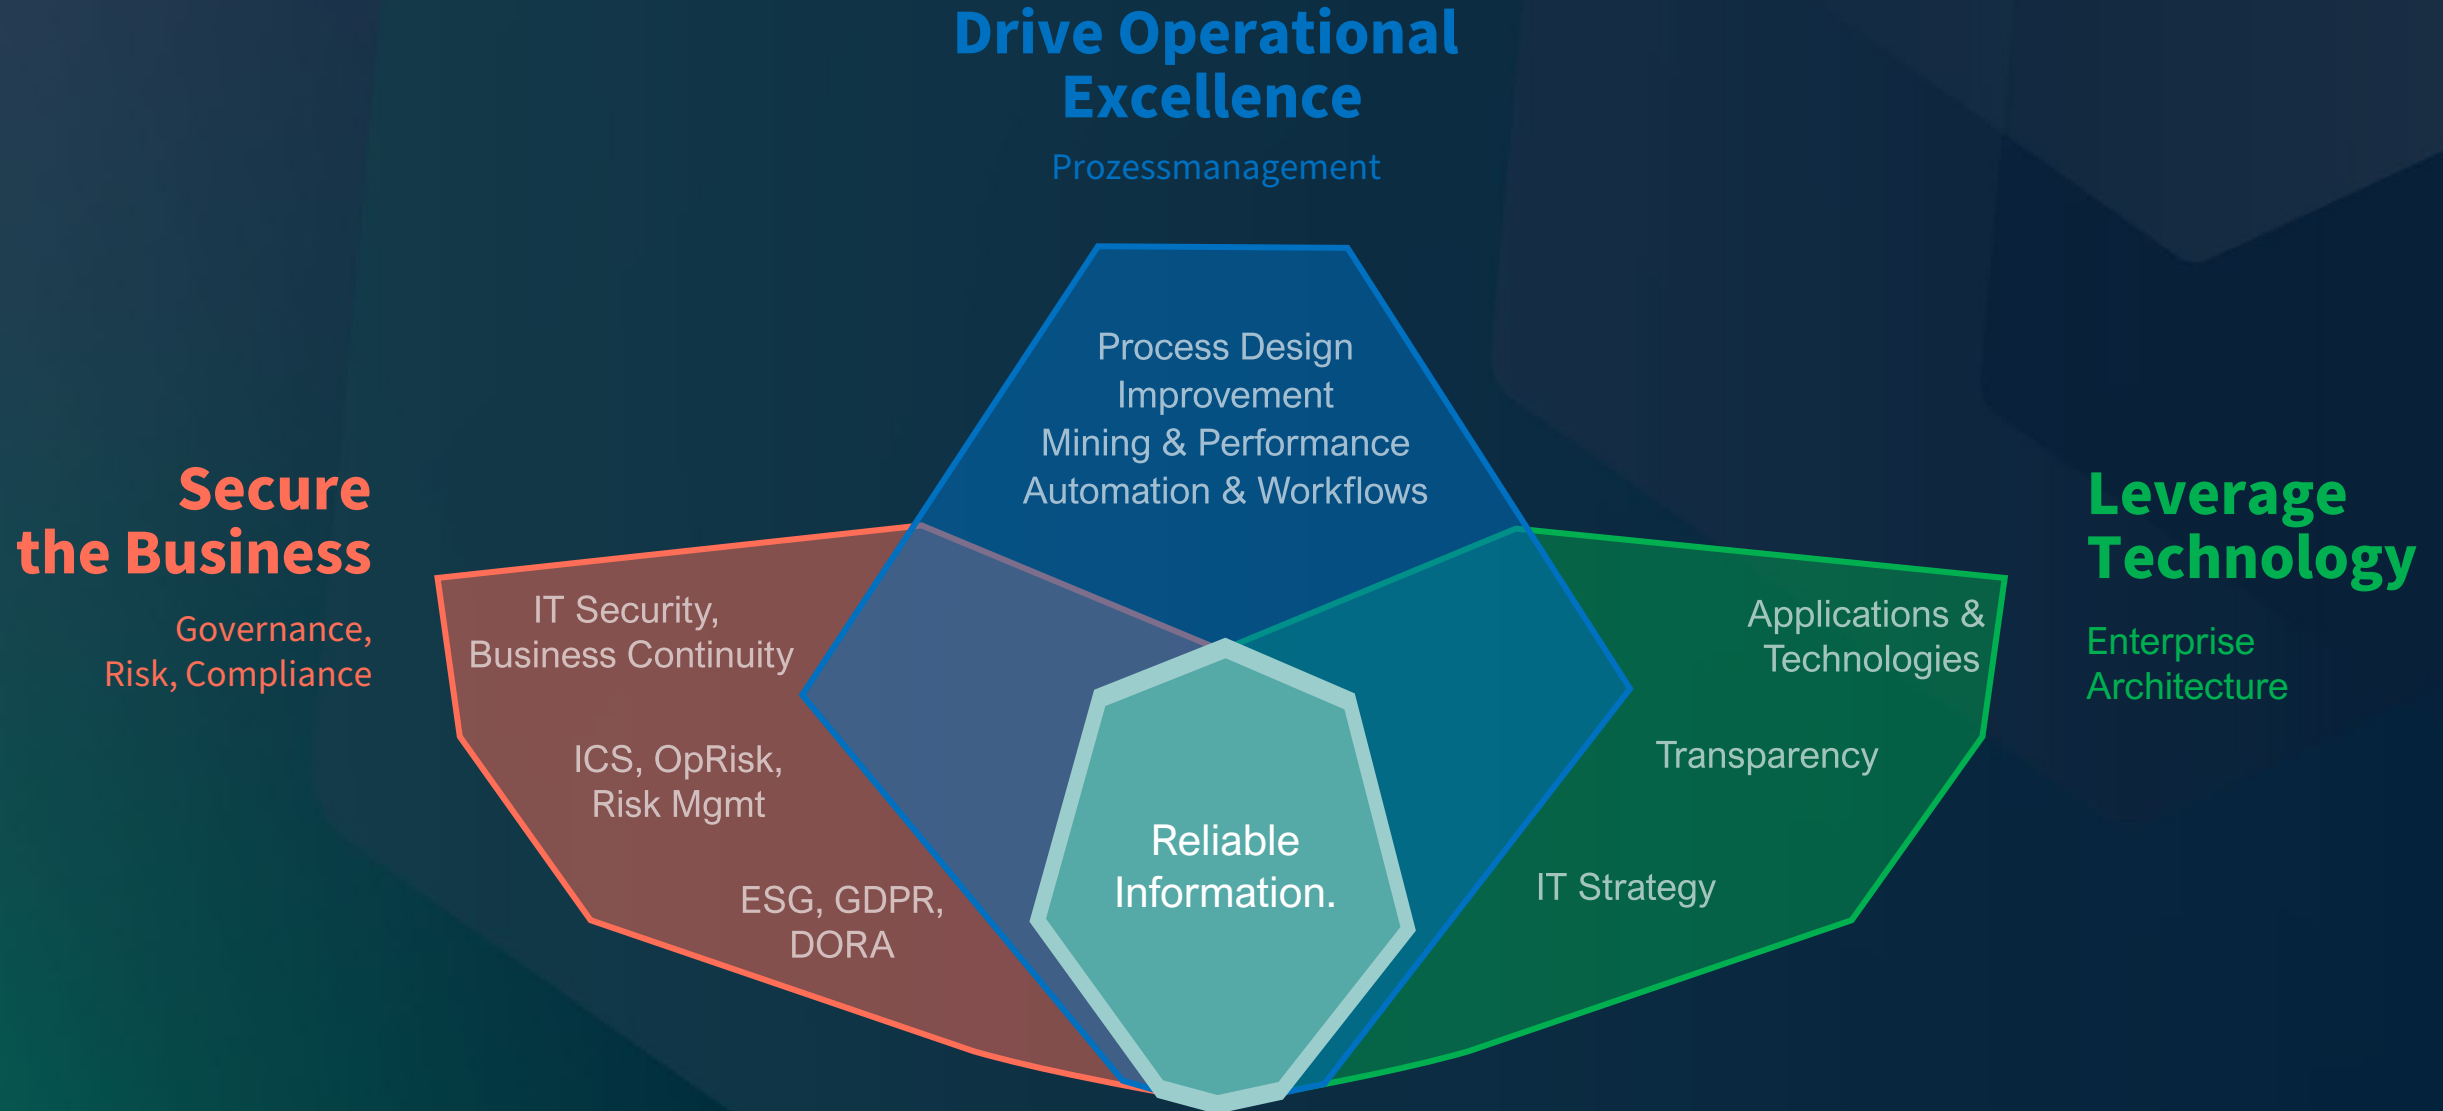 Drive Operational
Excellence
Prozessmanagement
Process Design
Improvement
Mining & Performance
Automation & Workflows
Secure
the Business
Governance,
Risk, Compliance
IT Security,
Business Continuity
ICS, OpRisk,
Risk Mgmt
ESG, GDPR,
DORA
Reliable
Information.
Leverage
Technology
Enterprise
Architecture
Applications &
Technologies
Transparency
IT Strategy